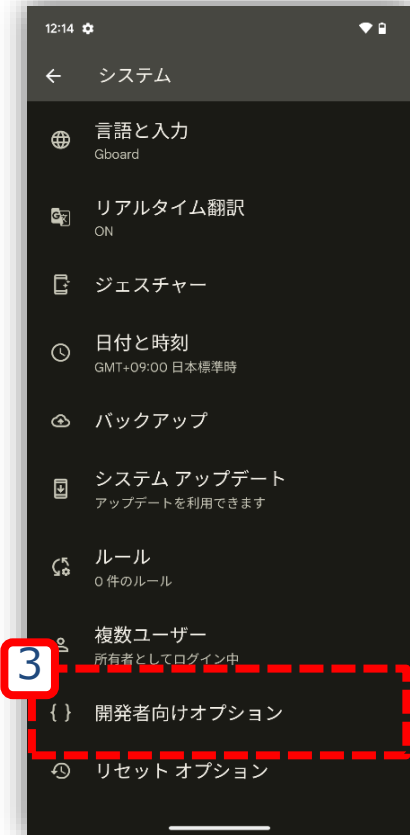 12:14
システム
言語と入力
Gboard
リアルタイム翻訳
ON
ジェスチャー
日付と時刻
GMT+09:00 日本標準時
バックアップ
システム アップデート
アップデートを利用できます
ルール
0 件のルール
複数ユーザー
所有者としてログイン中
3
{ } 開発者向けオプション
リセット オプション